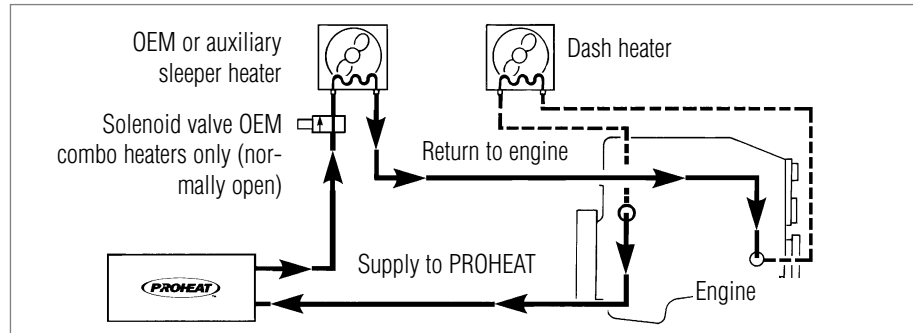 OEM or auxiliary
sleeper heater
Dash heater
Solenoid valve OEM
combo heaters only (nor-
mally open)
Return to engine
Supply to PROHEAT
PROHEAT
Engine